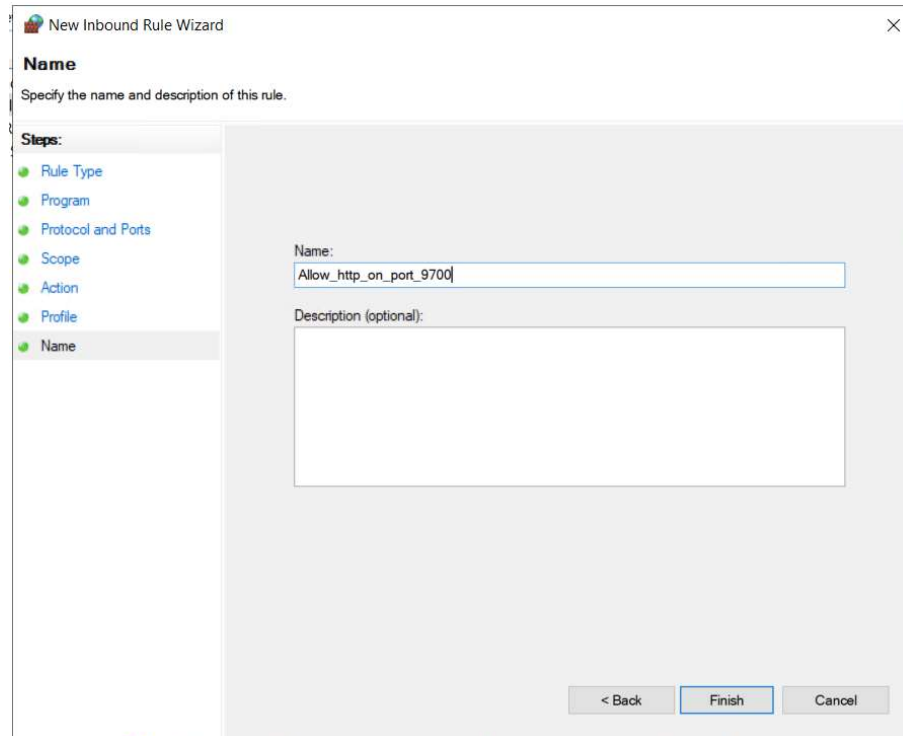 New Inbound Rule Wizard
Name
Specify the name and description of this rule.
Steps:
Rule Type
Program
Protocol and Ports
Scope
Action
Profile
Name
Name:
Allow_http_on_port_9700
Description (optional):
< Back
Finish
Cancel